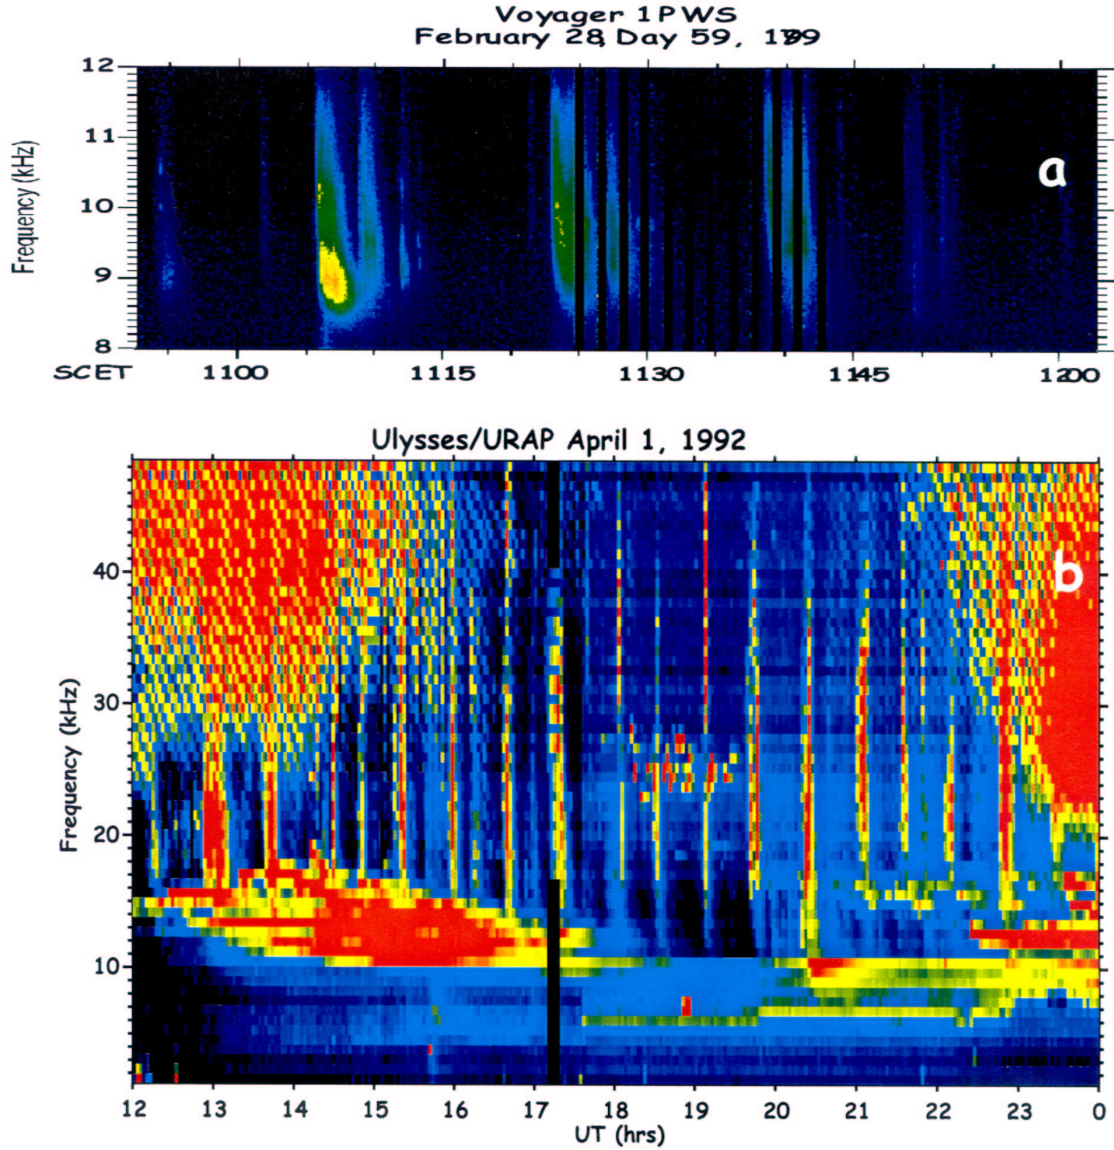 Voyager 1PWS
February 28, Day 59, 1979
12
11
10
9
8
Frequency (kHz)
a
SCET 1100 1115 1130 1145 1200
Ulysses/URAP April 1, 1992
40
30
20
10
Frequency (kHz)
b
12 13 14 15 16 17 18 19 20 21 22 23 0
UT (hrs)